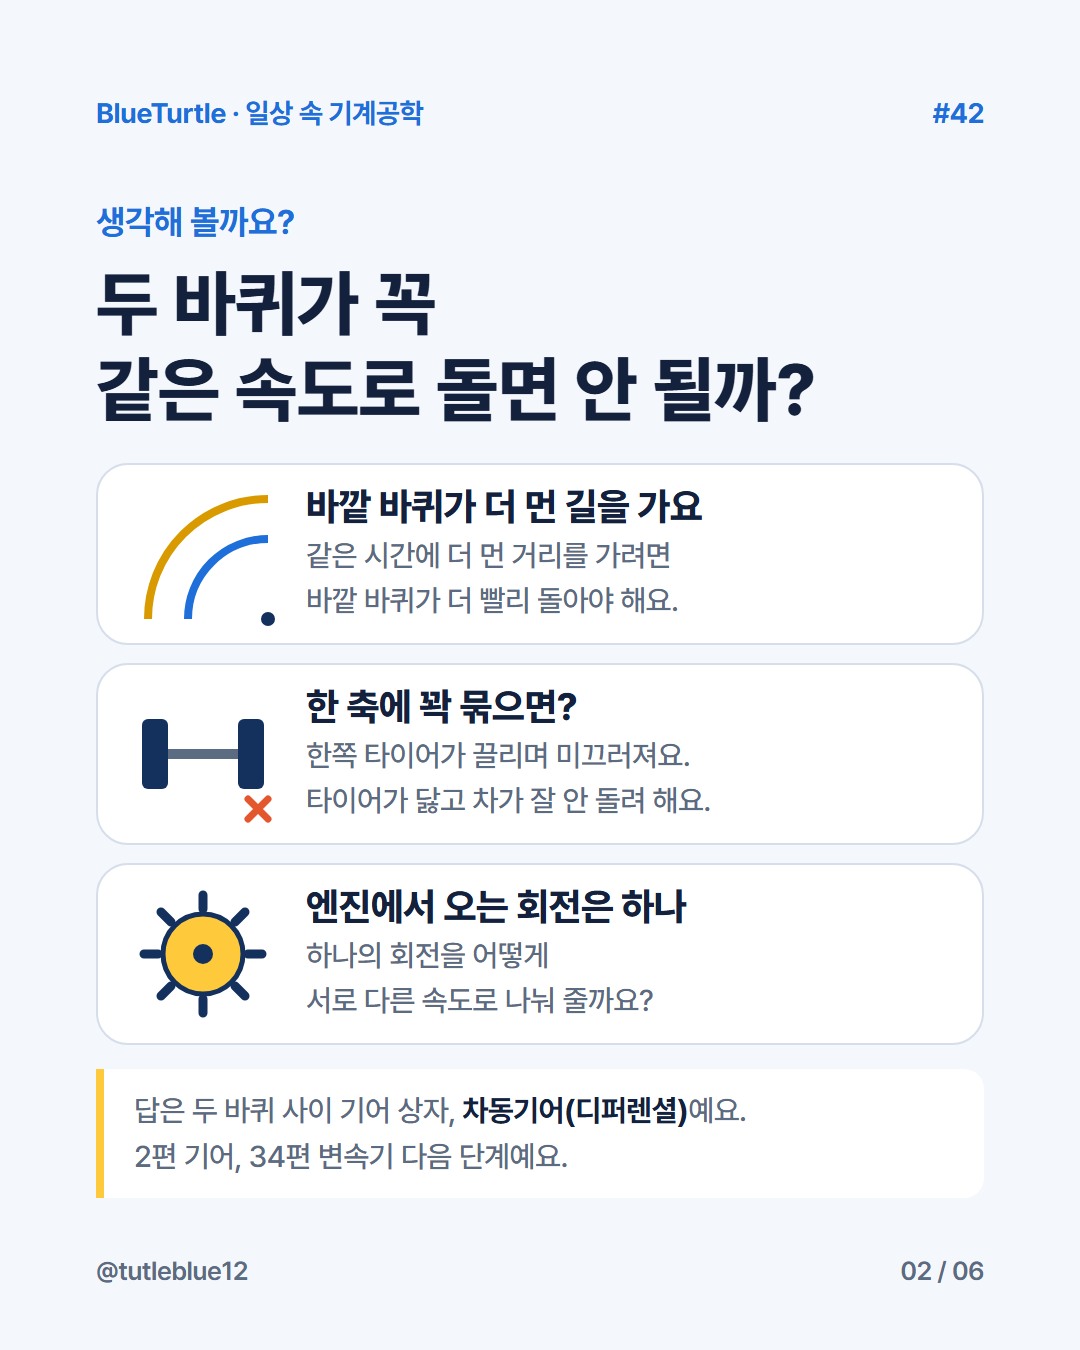 BlueTurtle · 일상 속 기계공학
#42
생각해 볼까요?
두 바퀴가 꼭
같은 속도로 돌면 안 될까?
바깥 바퀴가 더 먼 길을 가요
같은 시간에 더 먼 거리를 가려면
바깥 바퀴가 더 빨리 돌아야 해요.
한 축에 꽉 묶으면?
한쪽 타이어가 끌리며 미끄러져요.
타이어가 닳고 차가 잘 안 돌려 해요.
엔진에서 오는 회전은 하나
하나의 회전을 어떻게
서로 다른 속도로 나눠 줄까요?
답은 두 바퀴 사이 기어 상자, 차동기어(디퍼렌셜)예요.
2편 기어, 34편 변속기 다음 단계예요.
@tutleblue12
02 / 06